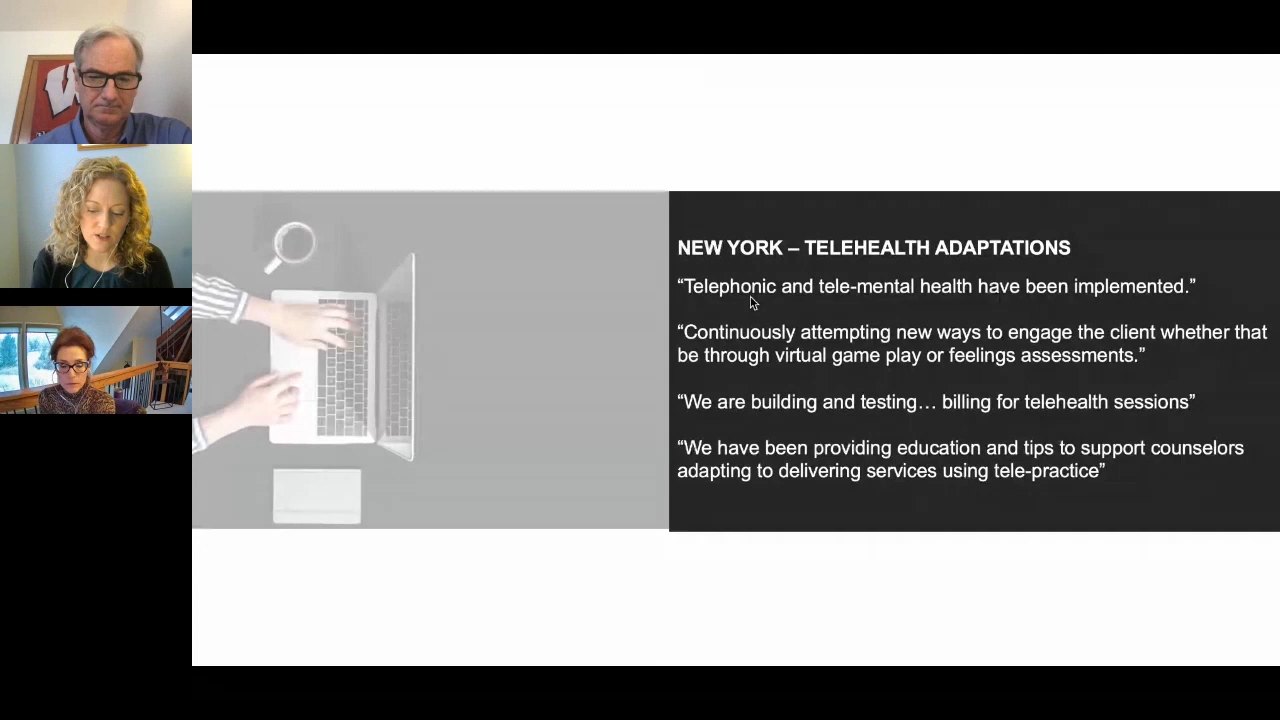 W
NEW YORK – TELEHEALTH ADAPTATIONS
“Telephonic and tele-mental health have been implemented.”
“Continuously attempting new ways to engage the client whether that
be through virtual game play or feelings assessments.”
“We are building and testing… billing for telehealth sessions”
“We have been providing education and tips to support counselors
adapting to delivering services using tele-practice”